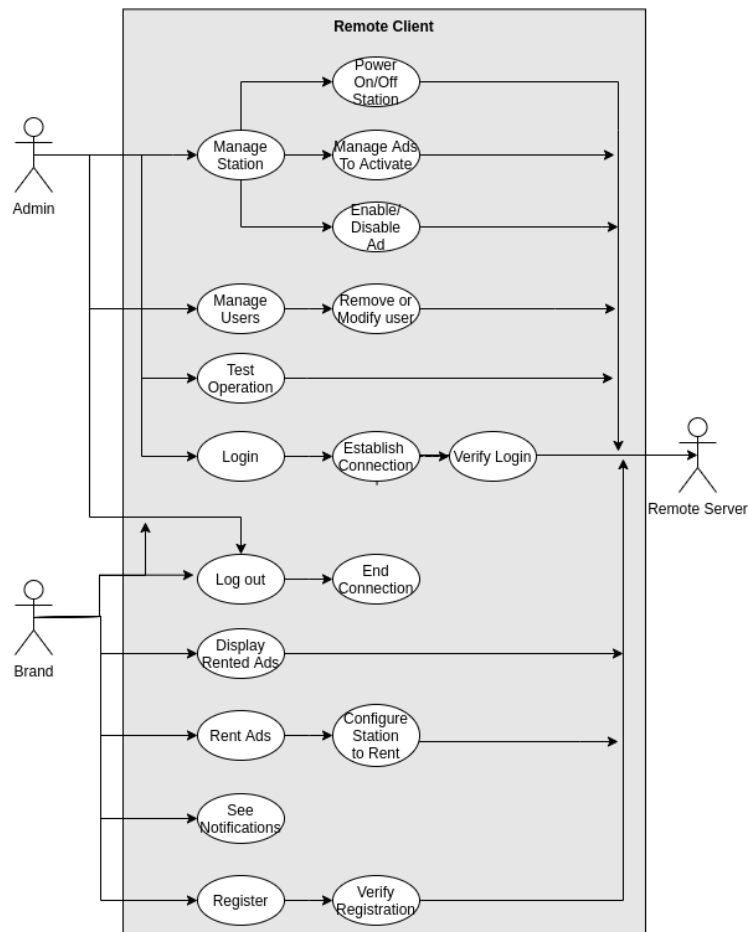 Remote Client
Power
On/Off
Station
Manage
Station
Manage Ads
To Activate
Admin
Enable/
Disable
Ad
Manage
Users
Remove or
Modify user
Test
Operation
Login
Establish
Connection
Verify Login
Remote Server
Log out
End
Connection
Brand
Display
Rented Ads
Rent Ads
Configure
Station
to Rent
See
Notifications
Register
Verify
Registration